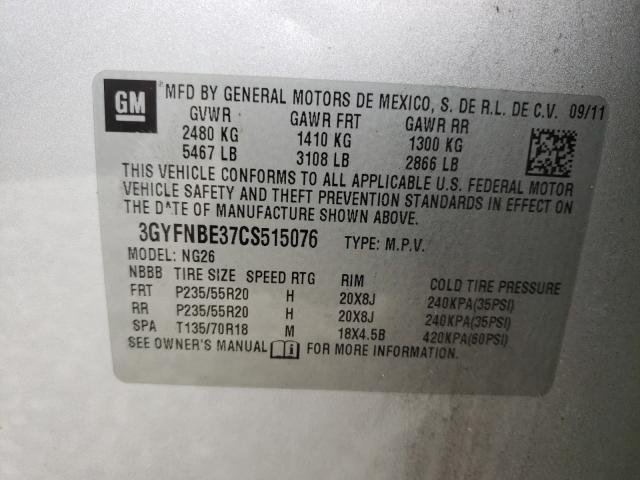 GM
MFD BY GENERAL MOTORS DE MEXICO, S. DE R.L. DE C.V. 09/11
GVWR GAWR FRT GAWR RR
2480 KG 1410 KG 1300 KG
5467 LB 3108 LB 2866 LB
THIS VEHICLE CONFORMS TO ALL APPLICABLE U.S. FEDERAL MOTOR
VEHICLE SAFETY AND THEFT PREVENTION STANDARDS IN EFFECT ON
THE D*ATE OF MANUFACTURE SHOWN ABOVE.
3GYFNBE37CS515076 TYPE: M.P.V.
MODEL: NG26
NBBB TIRE SIZE SPEED RTG RIM COLD TIRE PRESSURE
FRT P235/55R20 H 20X8J 240KPA(35PSI)
RR P235/55R20 H 20X8J 240KPA(35PSI)
SPA T135/70R18 M 18X4.5B 420KPA(60PSI)
SEE OWNER'S MANUAL i FOR MORE INFORMATION.